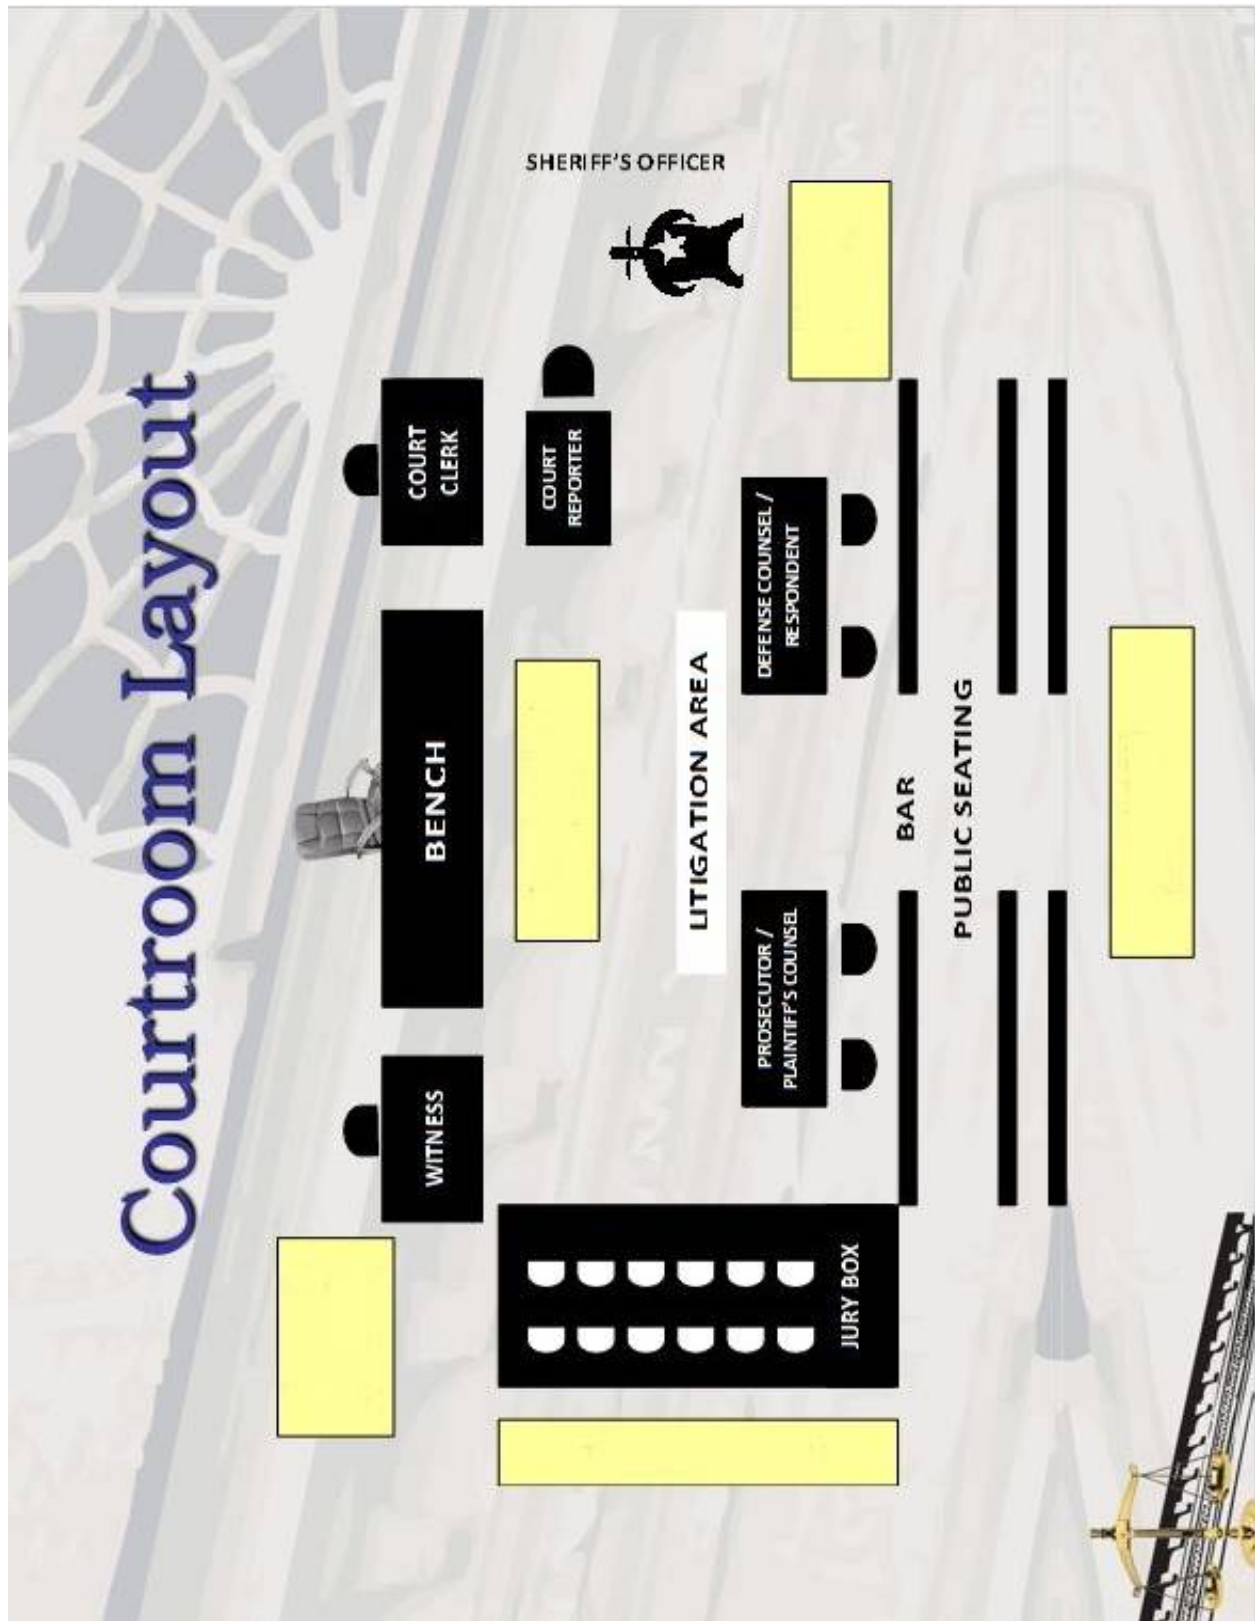 Courtroom Layout
SHERIFF'S OFFICER
WITNESS
BENCH
COURT
CLERK
COURT
REPORTER
LITIGATION AREA
JURY BOX
PROSECUTOR /
PLAINTIFF'S COUNSEL
DEFENSE COUNSEL /
RESPONDENT
BAR
PUBLIC SEATING